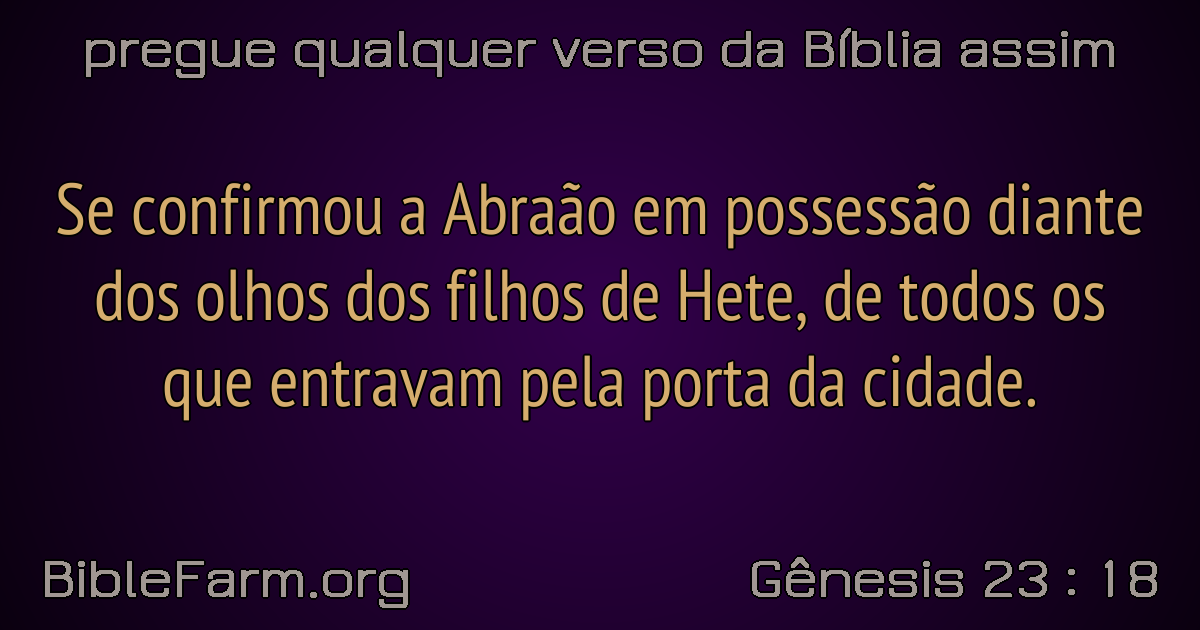 pregue qualquer verso da Bíblia assim
Se confirmou a Abraão em possessão diante
dos olhos dos filhos de Hete, de todos os
que entravam pela porta da cidade.
BibleFarm.org
Gênesis 23 : 18